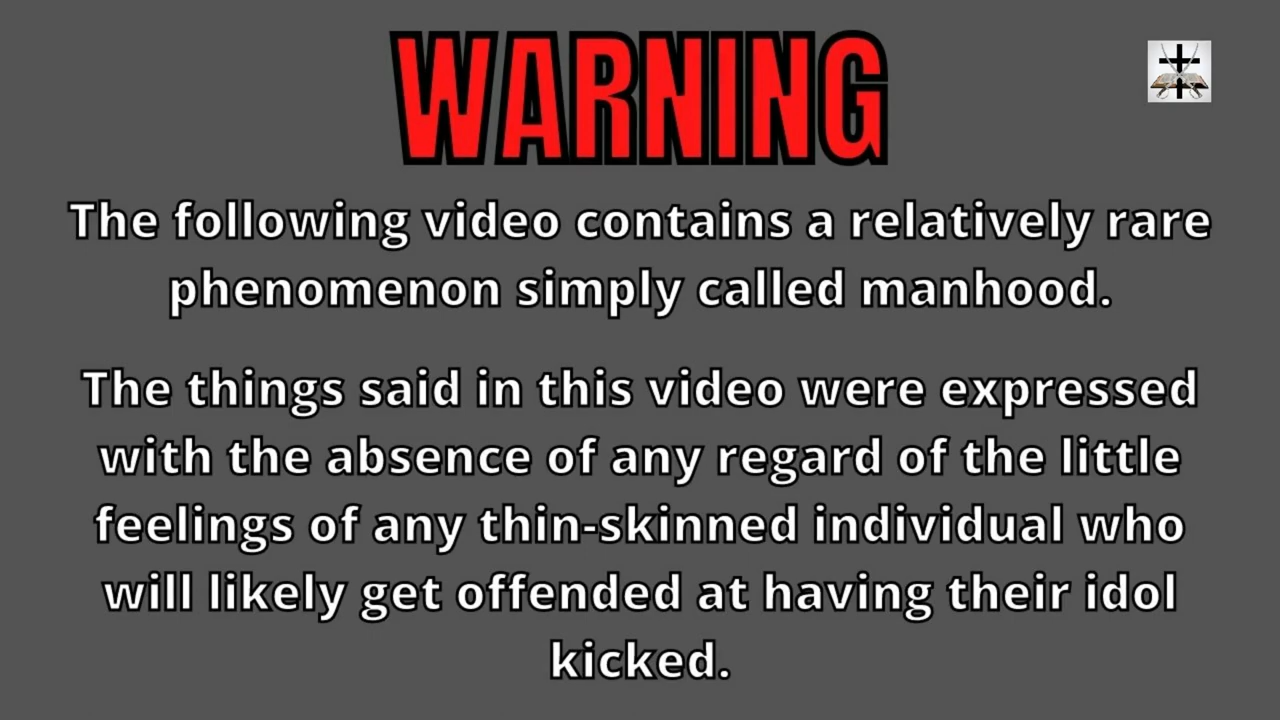 WARNING
The following video contains a relatively rare
phenomenon simply called manhood.
The things said in this video were expressed
with the absence of any regard of the little
feelings of any thin-skinned individual who
will likely get offended at having their idol
kicked.